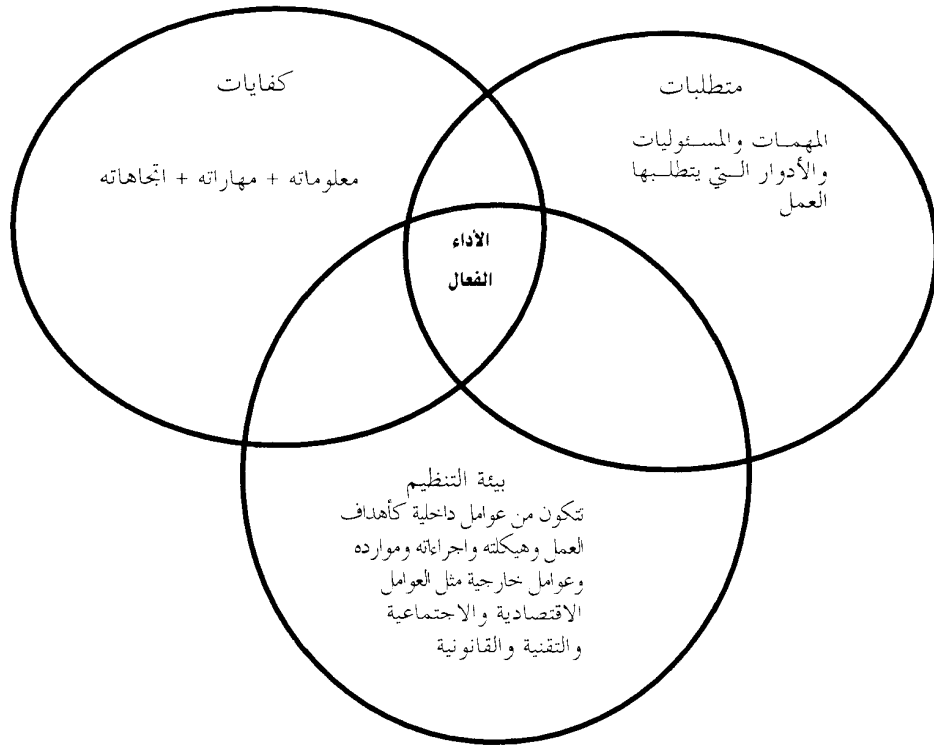 متطلبات
المهمات والمسئوليات
والأدوار التي يتطلبها
العمل
كفايات
معلوماته + مهاراته + اتجاهاته
الأداء
الفعال
بيئة التنظيم
تتكون من عوامل داخلية كأهداف
العمل وهيكلته واجراءاته وموارده
وعوامل خارجية مثل العوامل
الاقتصادية والاجتماعية
والتقنية والقانونية